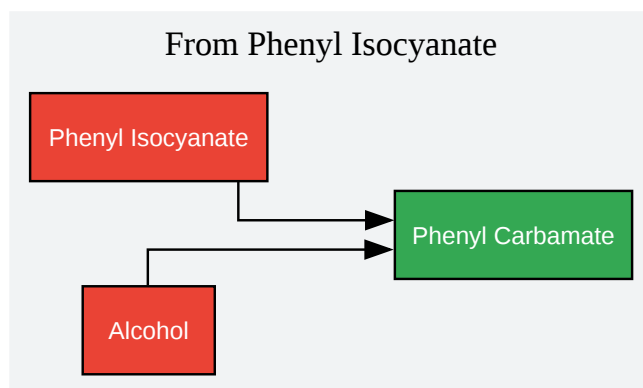 From Phenyl Isocyanate
Phenyl Isocyanate
Phenyl Carbamate
Alcohol